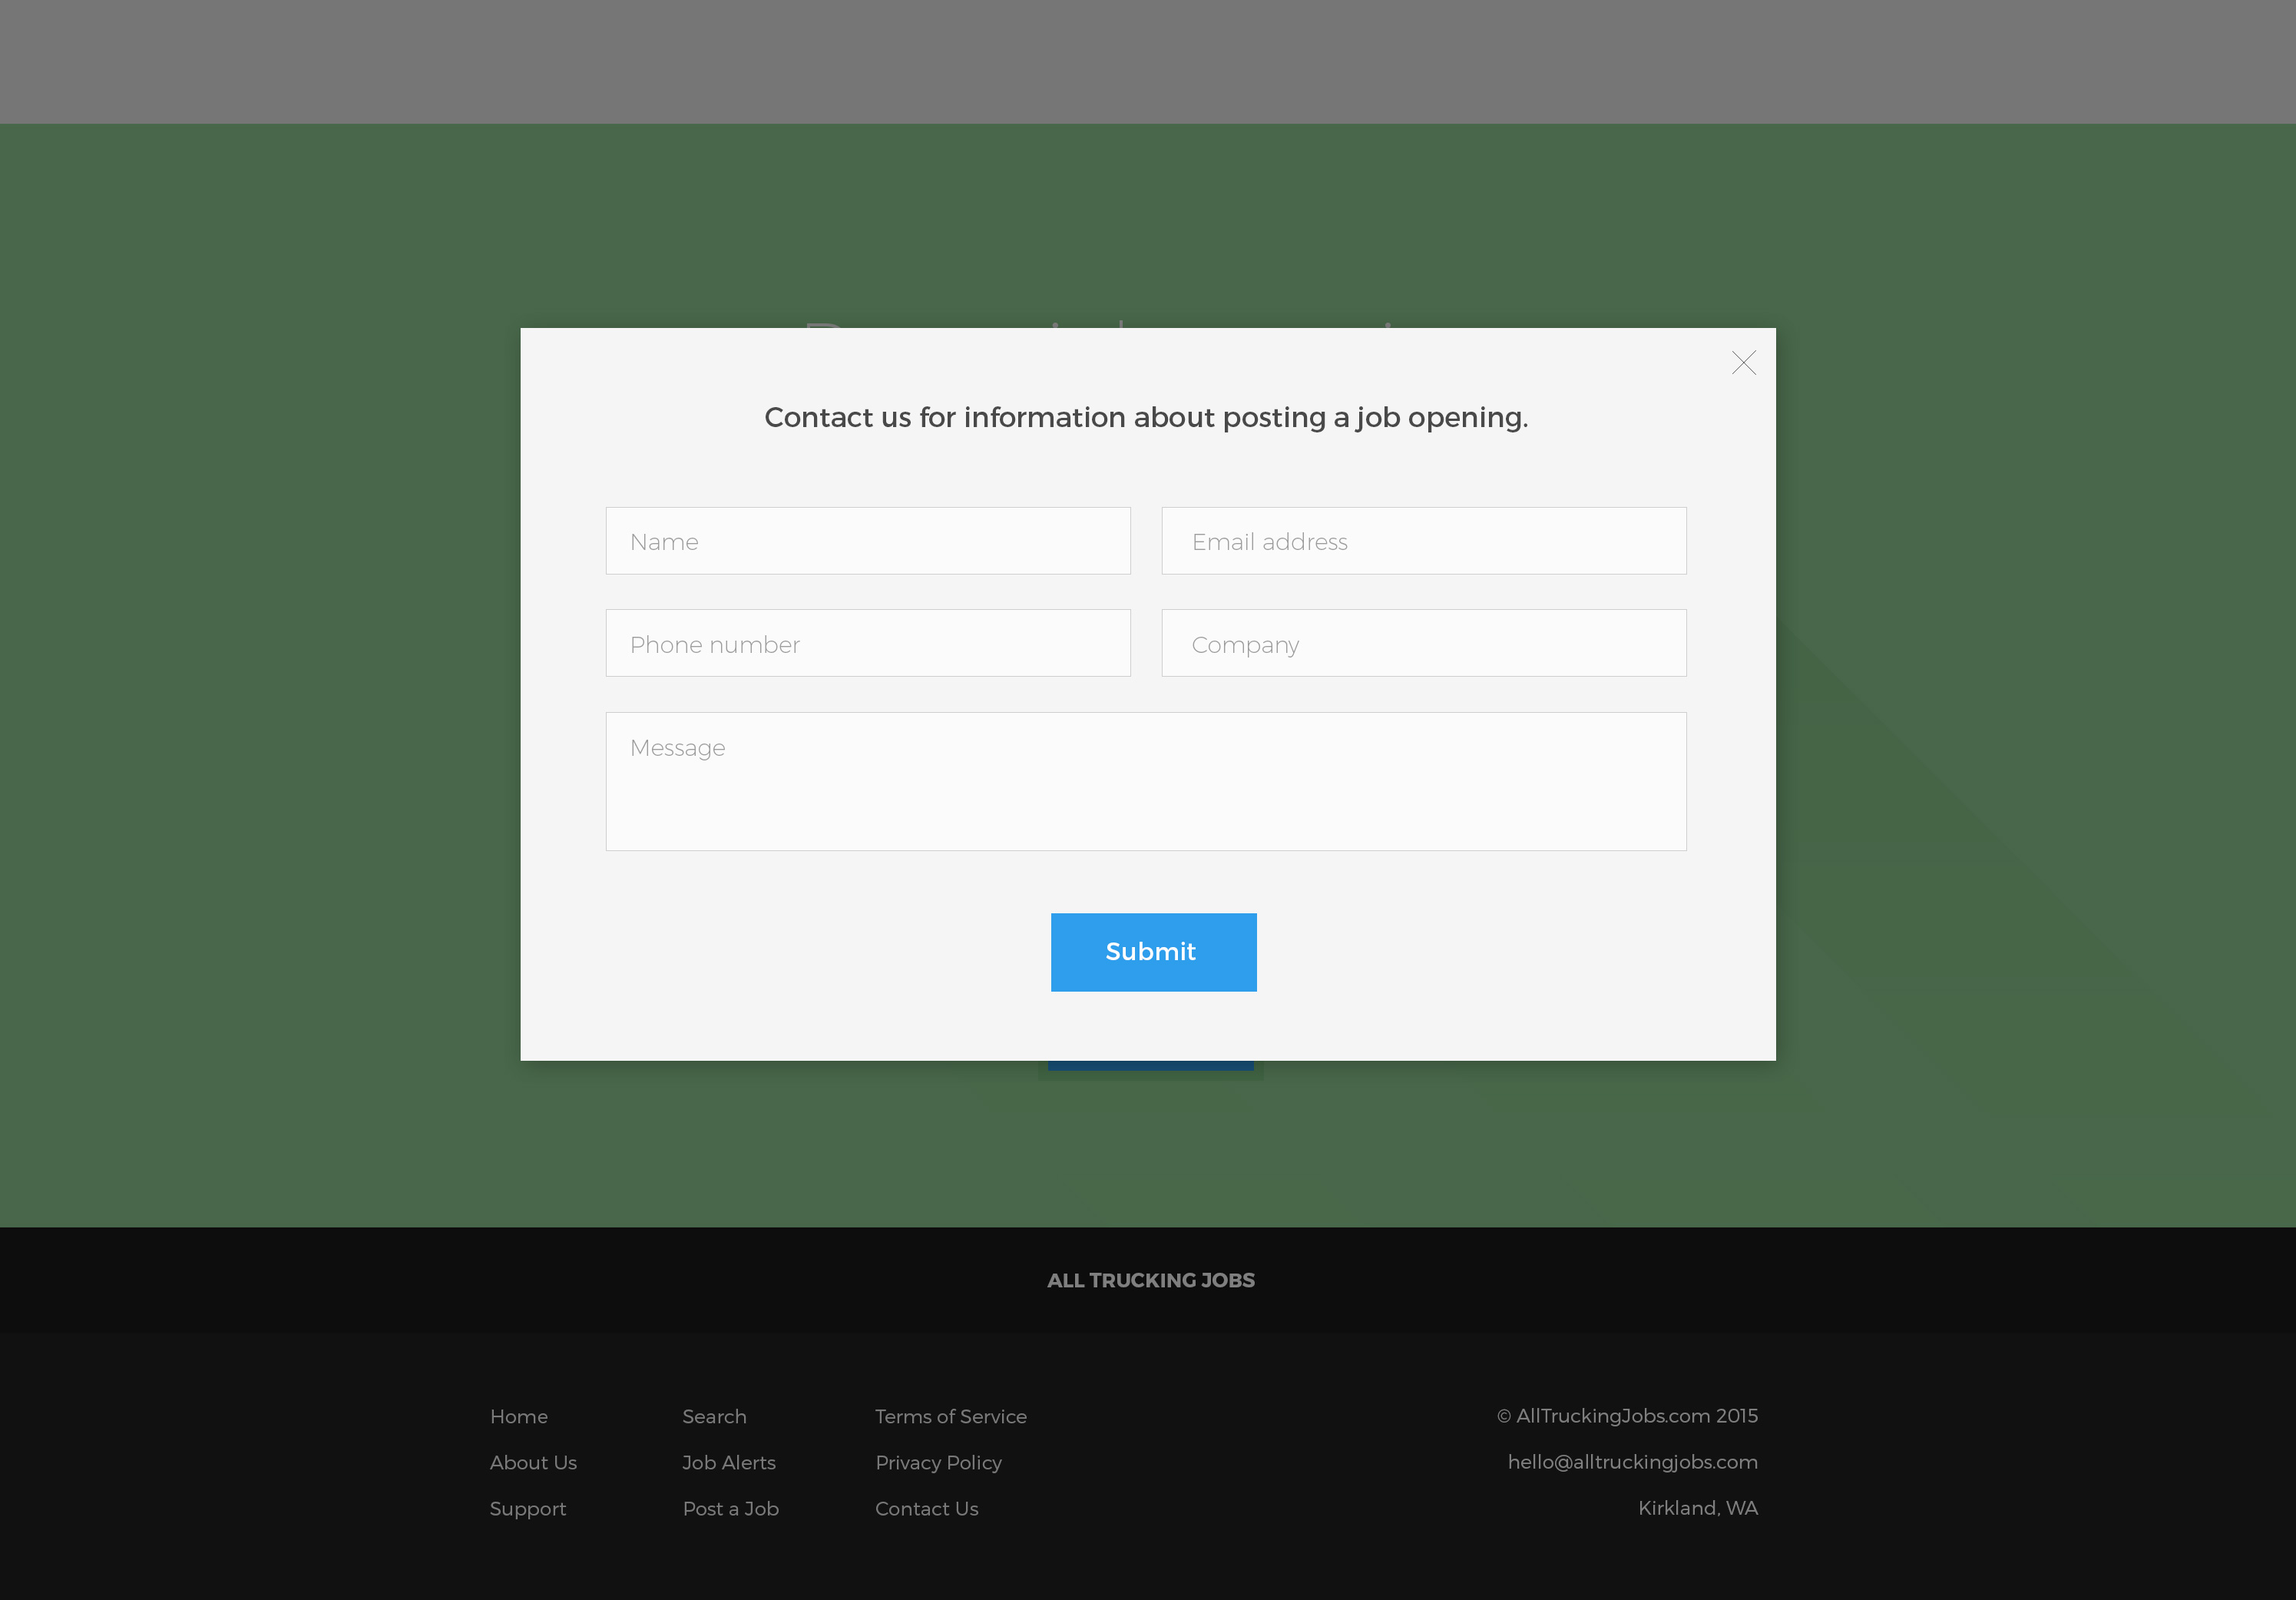 Contact us for information about posting a job opening.
Name
Email address
Phone number
Company
Message
Submit
ALL TRUCKING JOBS
Home
Search
Terms of Service
© AllTruckingJobs.com 2015
About Us
Job Alerts
Privacy Policy
hello@alltruckingjobs.com
Support
Post a Job
Contact Us
Kirkland, WA